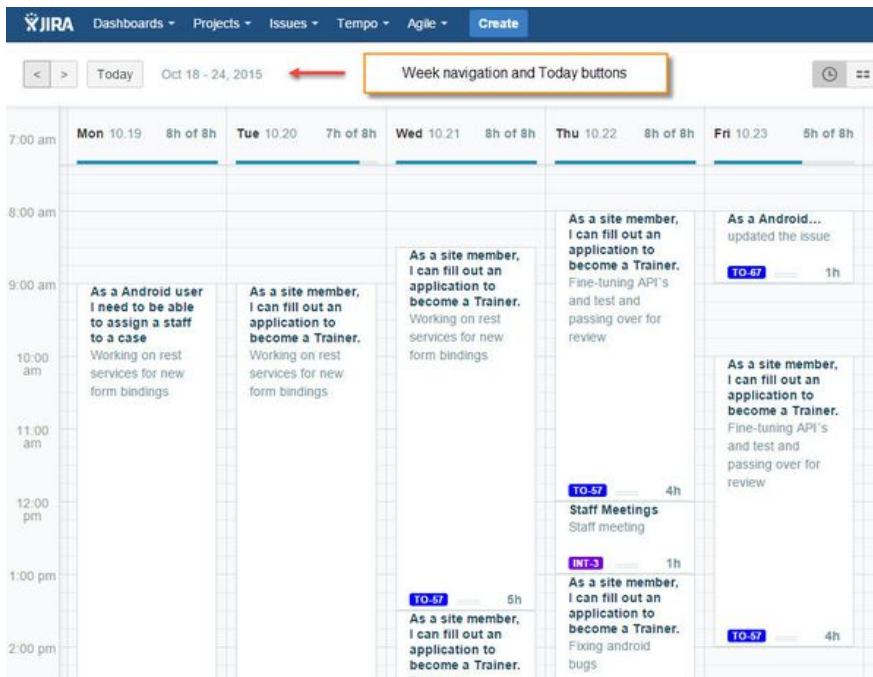 JIRA Dashboards Projects Issues Tempo Agile Create
< > Today Oct 18 - 24, 2015 Week navigation and Today buttons
Mon 10.19 8h of 8h Tue 10.20 7h of 8h Wed 10.21 8h of 8h Thu 10.22 8h of 8h Fri 10.23 5h of 8h
7:00 am
8:00 am
9:00 am
10:00
am
11:00
am
12:00
pm
1:00 pm
2:00 pm
As a Android user
I need to be able
to assign a staff
to a case
Working on rest
services for new
form bindings
As a site member,
I can fill out an
application to
become a Trainer.
Working on rest
services for new
form bindings
As a site member,
I can fill out an
application to
become a Trainer.
Working on rest
services for new
form bindings
TO-57 5h
As a site member,
I can fill out an
application to
become a Trainer.
As a site member,
I can fill out an
application to
become a Trainer.
Fine-tuning API`s
and test and
passing over for
review
TO-57 4h
Staff Meetings
Staff meeting
INT-3 1h
As a site member,
I can fill out an
application to
become a Trainer.
Fixing android
bugs
As a Android...
updated the issue
TO-67 1h
As a site member,
I can fill out an
application to
become a Trainer.
Fine-tuning API`s
and test and
passing over for
review
TO-57 4h